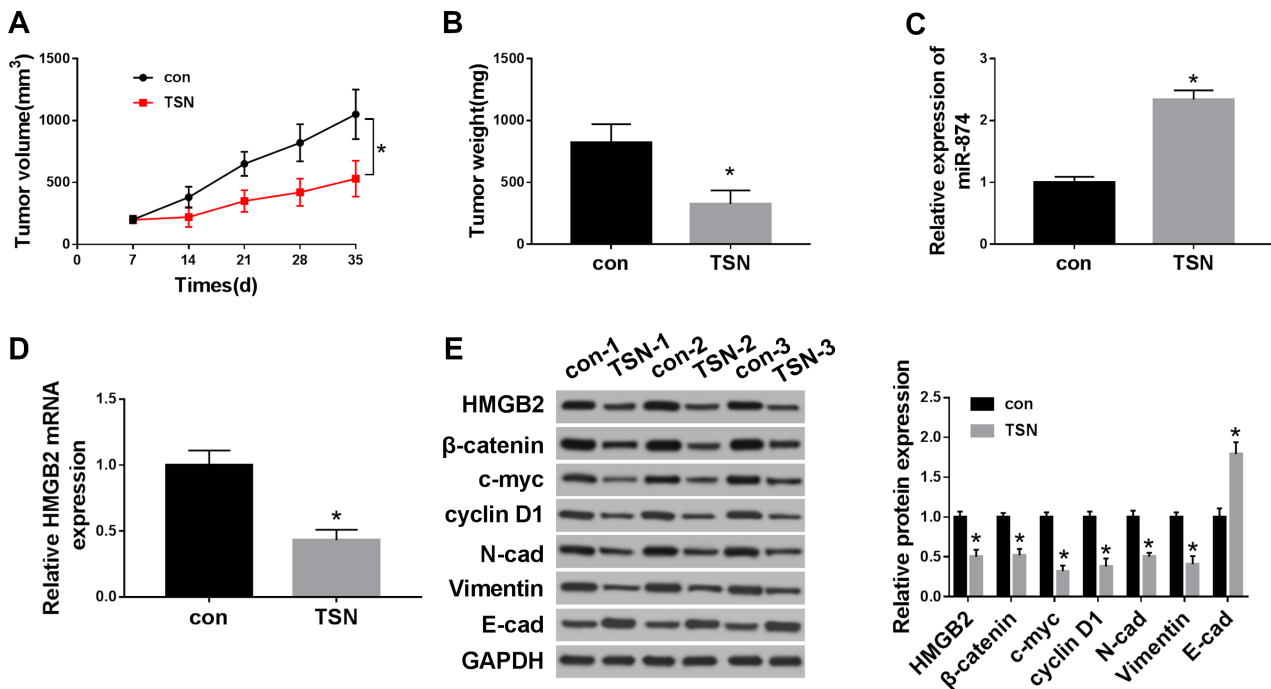 A
Tumor volume(mm3)
1500
1000
500
0
con
TSN
*
0 7 14 21 28 35
Times(d)
B
Tumor weight(mg)
1500
1000
500
0
*
con TSN
C
Relative expression of
miR-874
3
2
1
0
*
con TSN
D
Relative HMGB2 mRNA
expression
1.5
1.0
0.5
0.0
*
con TSN
E
con-1 TSN-1 con-2 TSN-2 con-3 TSN-3
HMGB2
β-catenin
c-myc
cyclin D1
N-cad
Vimentin
E-cad
GAPDH
Relative protein expression
2.5
2.0
1.5
1.0
0.5
0.0
con
TSN
* * * * * * *
HMGB2 β-catenin c-myc cyclin D1 N-cad Vimentin E-cad